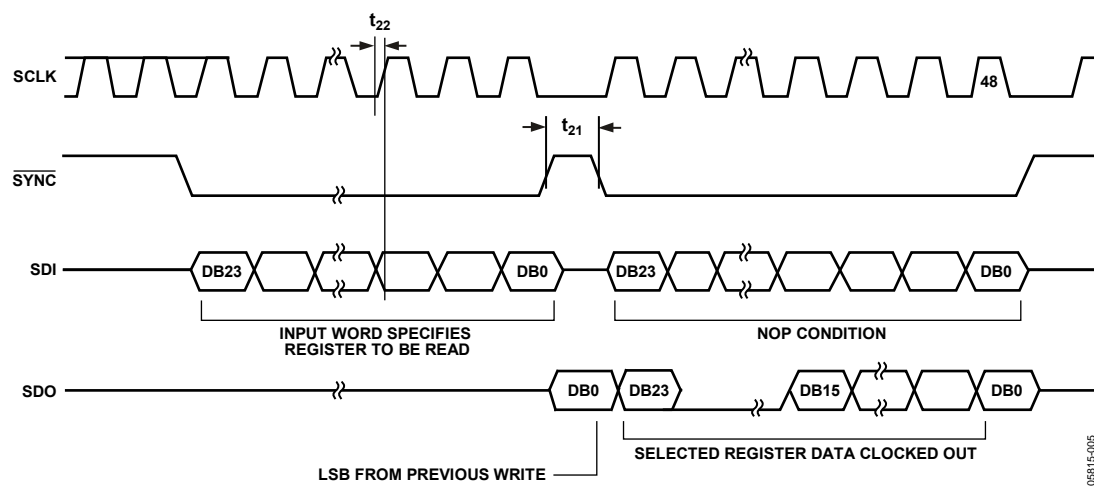 t22
SCLK
48
t21
SYNC
SDI
DB23
DB0
DB23
DB0
INPUT WORD SPECIFIES
REGISTER TO BE READ
NOP CONDITION
SDO
DB0
DB23
DB15
DB0
SELECTED REGISTER DATA CLOCKED OUT
LSB FROM PREVIOUS WRITE
05815-005